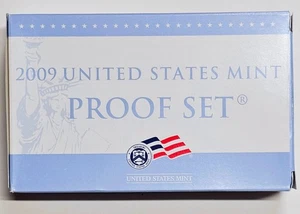 2009 UNITED STATES MINT
PROOF SET®
UNITED STATES MINT